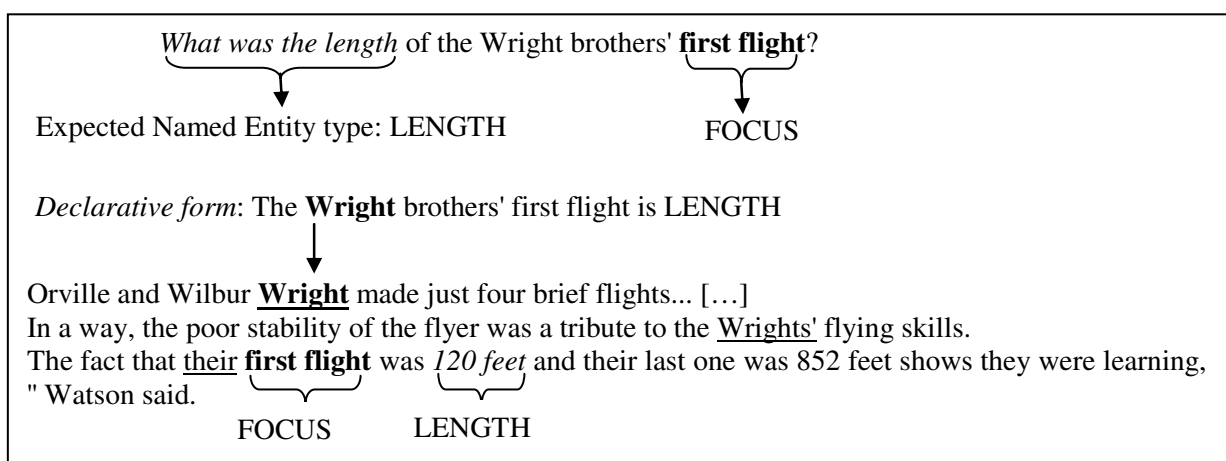 What was the length of the Wright brothers' first flight?
Expected Named Entity type: LENGTH
FOCUS
Declarative form: The Wright brothers' first flight is LENGTH
Orville and Wilbur Wright made just four brief flights... […]
In a way, the poor stability of the flyer was a tribute to the Wrights' flying skills.
The fact that their first flight was 120 feet and their last one was 852 feet shows they were learning,
" Watson said.
FOCUS
LENGTH